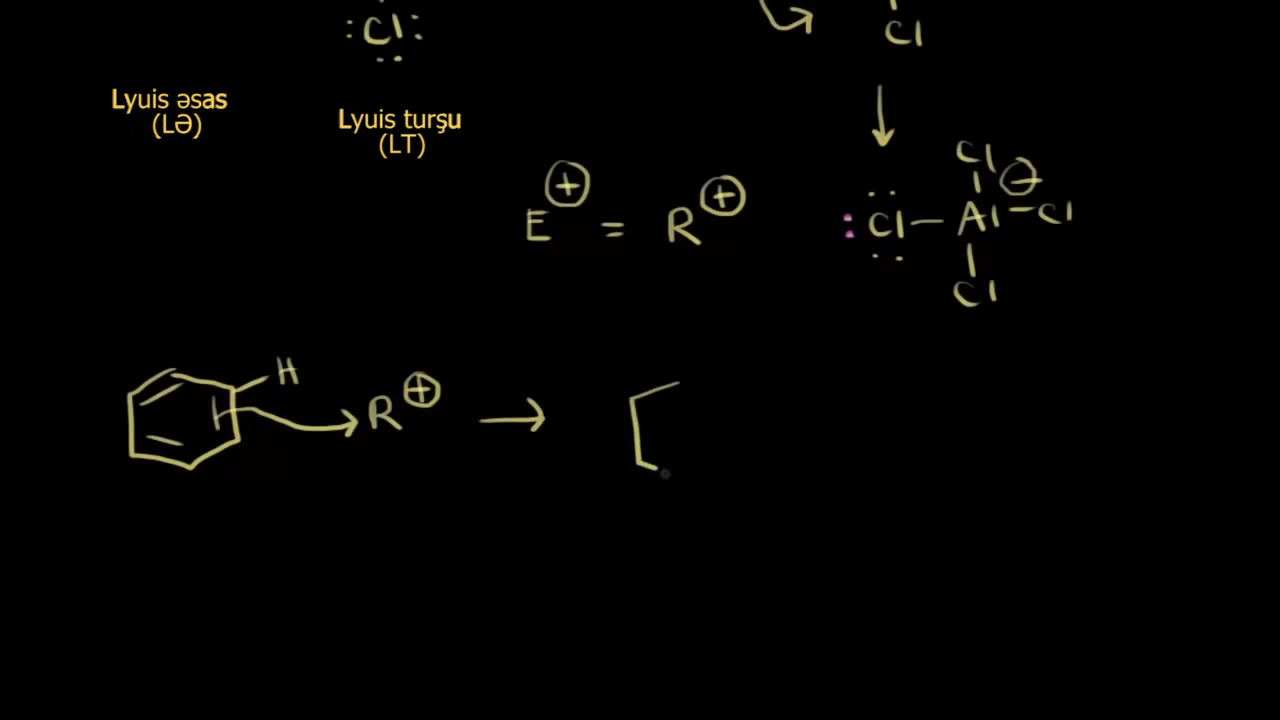 :Cl:
Cl
Lyuis əsas
(LƏ)
Lyuis turşu
(LT)
E⊕ = R⊕
Cl
:Cl–Al–Cl ⊖
Cl
H
R⊕ →